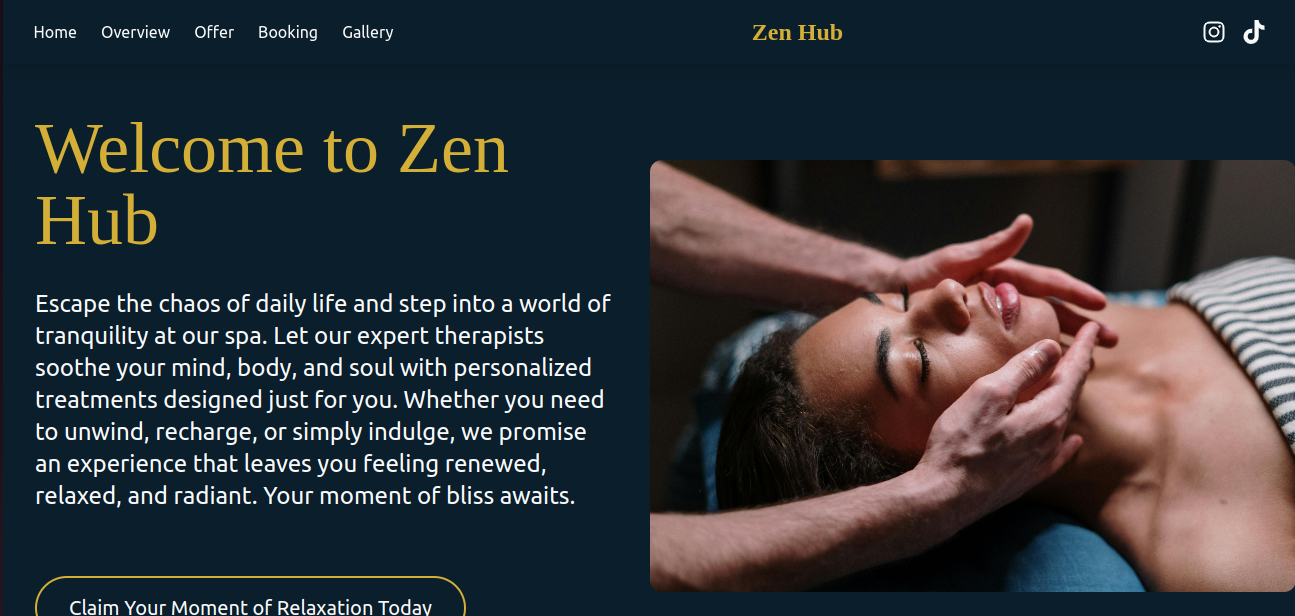 Home Overview Offer Booking Gallery Zen Hub
Welcome to Zen
Hub
Escape the chaos of daily life and step into a world of
tranquility at our spa. Let our expert therapists
soothe your mind, body, and soul with personalized
treatments designed just for you. Whether you need
to unwind, recharge, or simply indulge, we promise
an experience that leaves you feeling renewed,
relaxed, and radiant. Your moment of bliss awaits.
Claim Your Moment of Relaxation Today